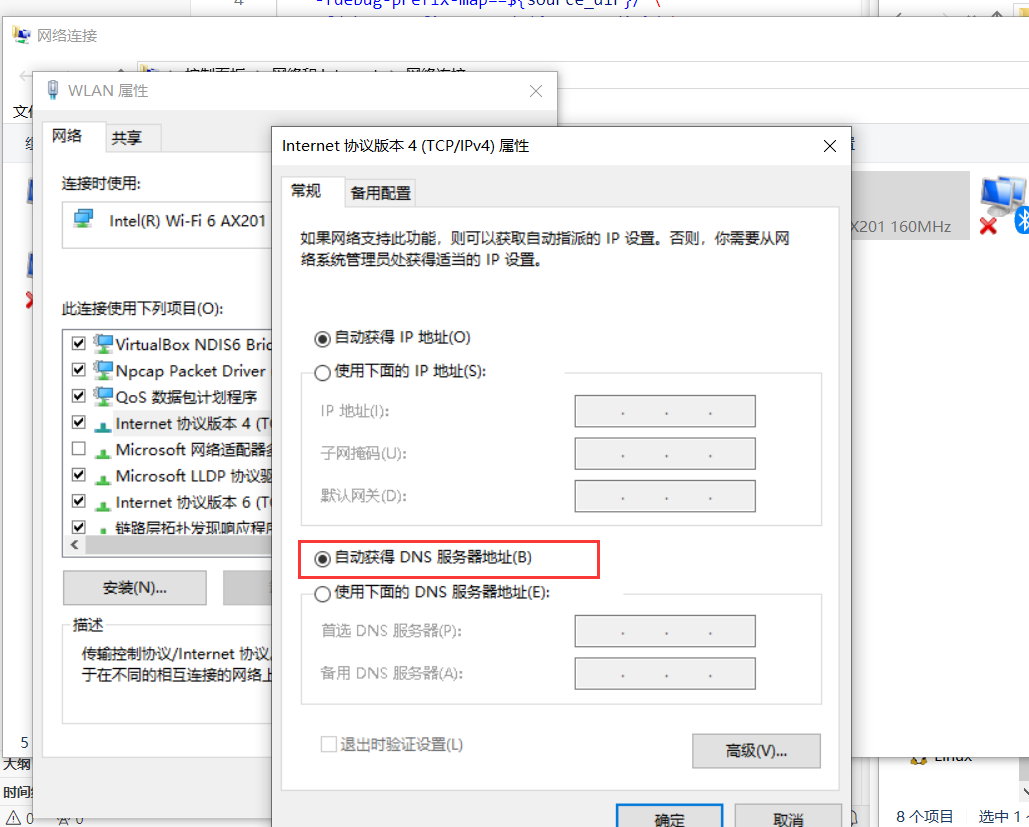 4
-fdebug-prefix-map==${source_dir}/ \
网络连接
控制面板
网络和 Internet
网络连接
WLAN 属性
网络
共享
连接时使用:
Intel(R) Wi-Fi 6 AX201
此连接使用下列项目(O):
VirtualBox NDIS6 Brid
Npcap Packet Driver
QoS 数据包计划程序
Internet 协议版本 4 (TC
Microsoft 网络适配器多
Microsoft LLDP 协议驱
Internet 协议版本 6 (TC
链路层拓扑发现响应程序
安装(N)...
描述
传输控制协议/Internet 协议。
于在不同的相互连接的网络上
Internet 协议版本 4 (TCP/IPv4) 属性
常规
备用配置
如果网络支持此功能，则可以获取自动指派的 IP 设置。否则，你需要从网
络系统管理员处获得适当的 IP 设置。
自动获得 IP 地址(O)
使用下面的 IP 地址(S):
IP 地址(I):
子网掩码(U):
默认网关(D):
自动获得 DNS 服务器地址(B)
使用下面的 DNS 服务器地址(E):
首选 DNS 服务器(P):
备用 DNS 服务器(A):
退出时验证设置(L)
高级(V)...
确定
取消
X201 160MHz
5
大纲
时间线
0
0
Linux
8 个项目
选中 1